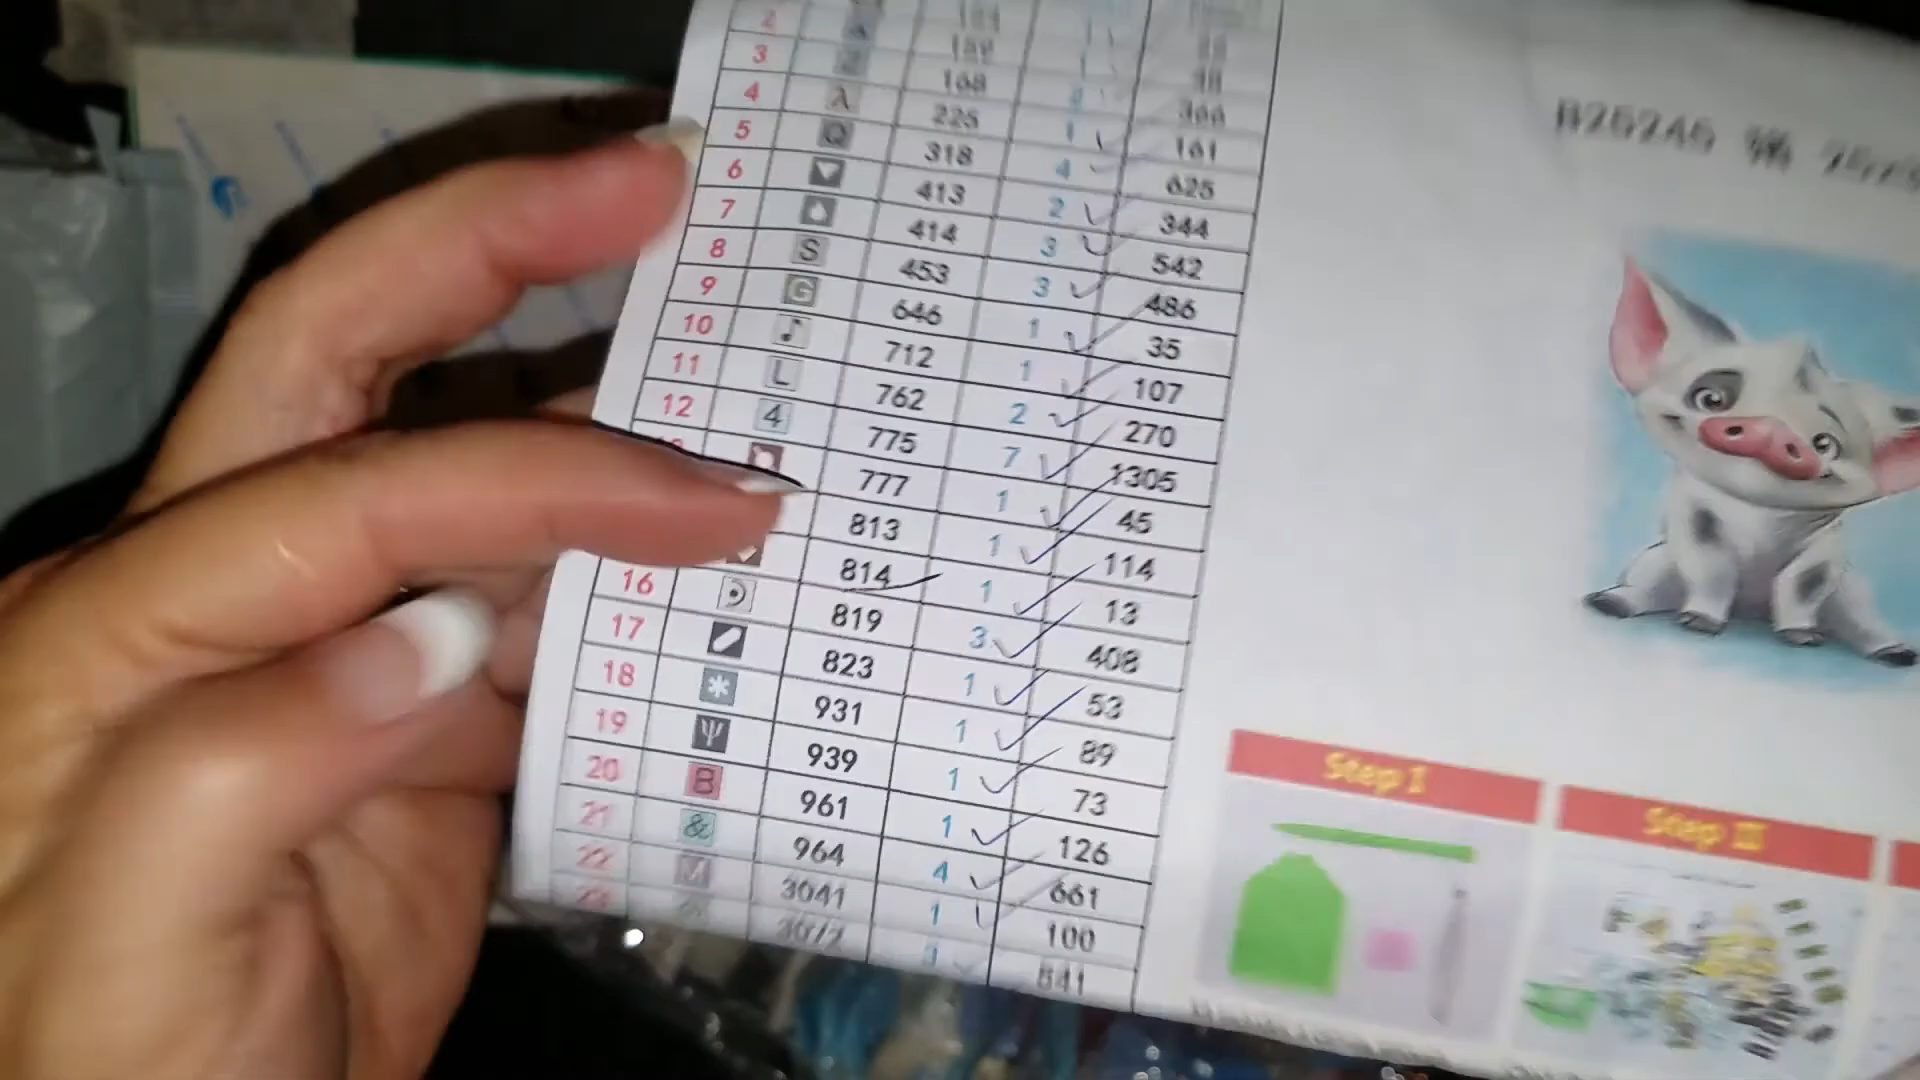 2
3 168
4 λ 225 1 ✓ 161
5 Q 318 4 ✓ 625
6 ▼ 413 2 ✓ 344
7 414 3 ✓ 542
8 S 453 3 ✓ 486
9 G 646 1 ✓ 35
10 ♪ 712 1 ✓ 107
11 L 762 2 ✓ 270
12 4 775 7 ✓ 1305
777 1 ✓ 45
813 1 ✓ 114
814 1 ✓ 13
16 819 3 ✓ 408
17 823 1 ✓ 53
18 * 931 1 ✓ 89
19 Ψ 939 1 ✓ 73
20 B 961 1 ✓ 126
21 & 964 4 ✓ 661
22 M 3041 1 ✓ 100
23 841
B25245
Step I
Step II